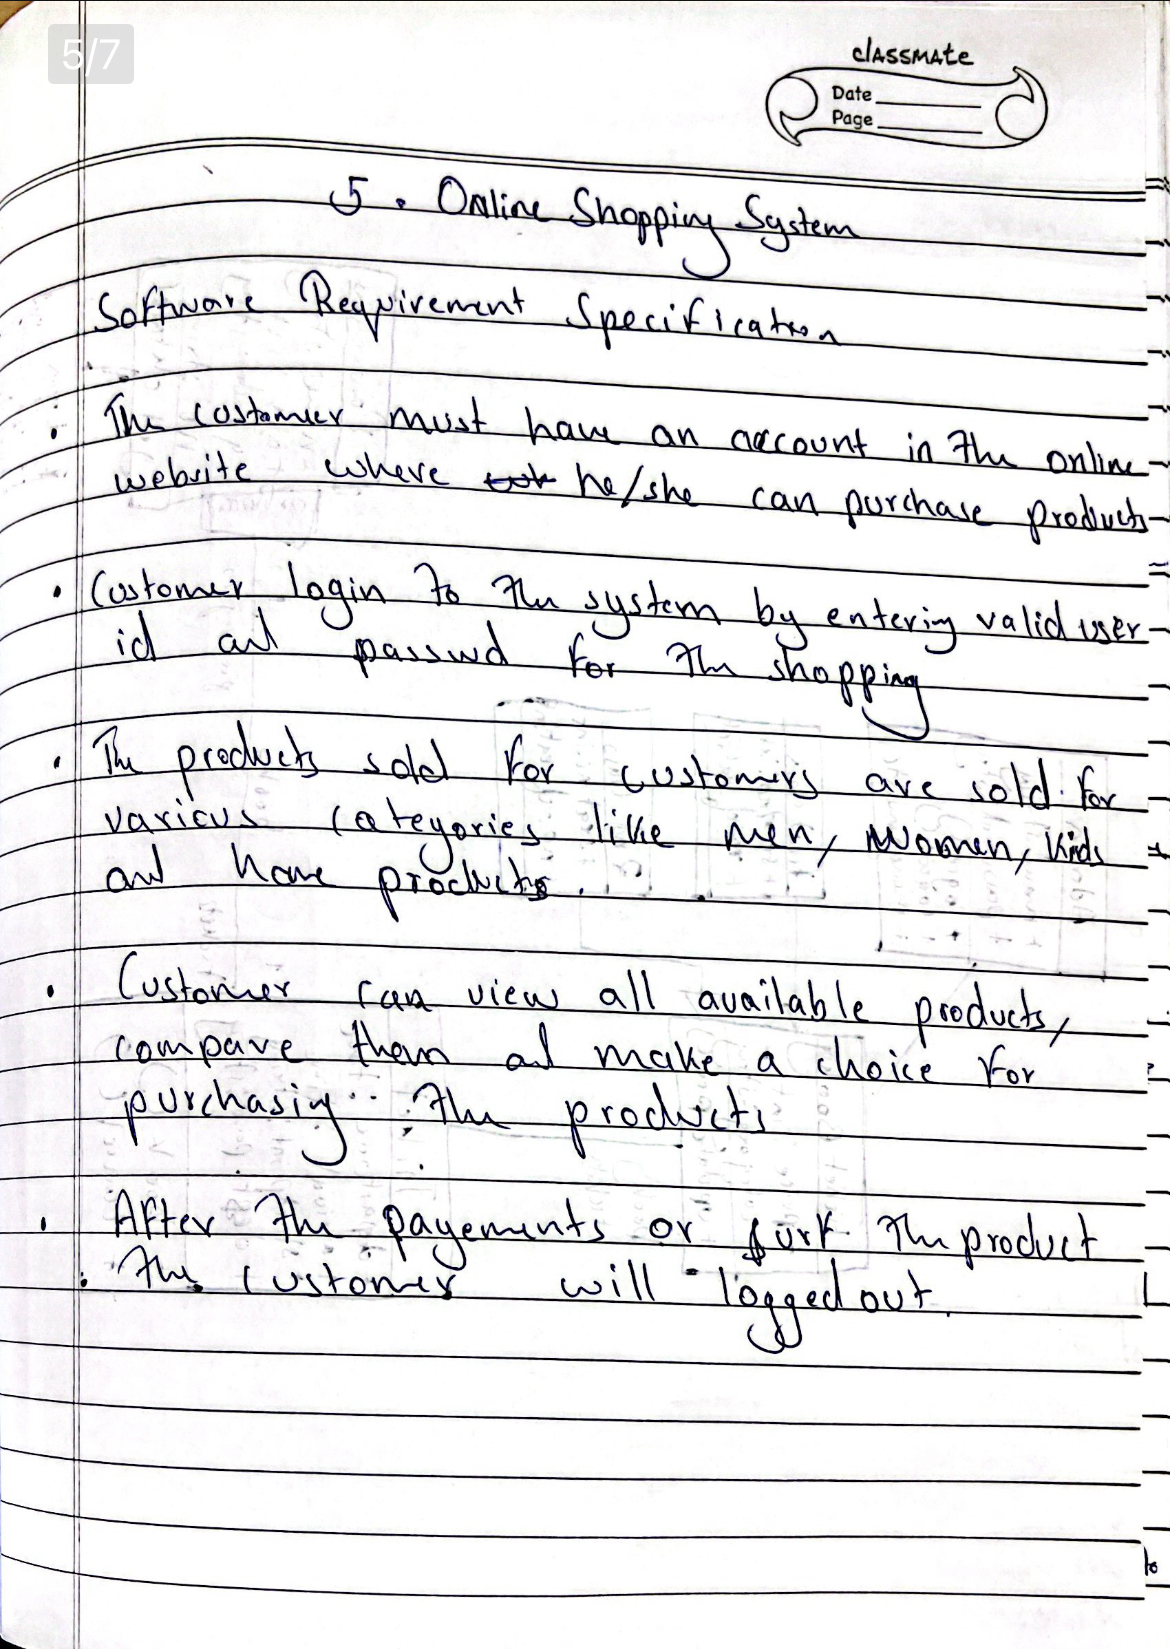 5/7
classmate
Date
Page
5. Online Shopping System
Software Requirement Specification
• The costomer must have an account in the online
website where he/she can purchase products
• Customer login to the system by entering valid user
id and passwd for the shopping
• The products sold for customers are sold for
various categories like men, women, kids
and home products.
• Customer can view all available products,
compare them and make a choice for
purchasing the products
• After the payements or surf the product
the customer will logged out.